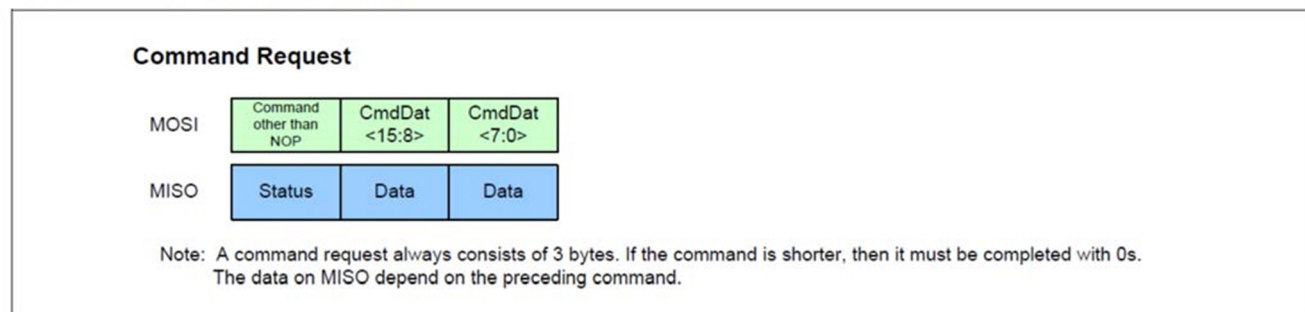 Command Request
MOSI
Command
other than
NOP
CmdDat
<15:8>
CmdDat
<7:0>
MISO
Status
Data
Data
Note: A command request always consists of 3 bytes. If the command is shorter, then it must be completed with 0s.
The data on MISO depend on the preceding command.